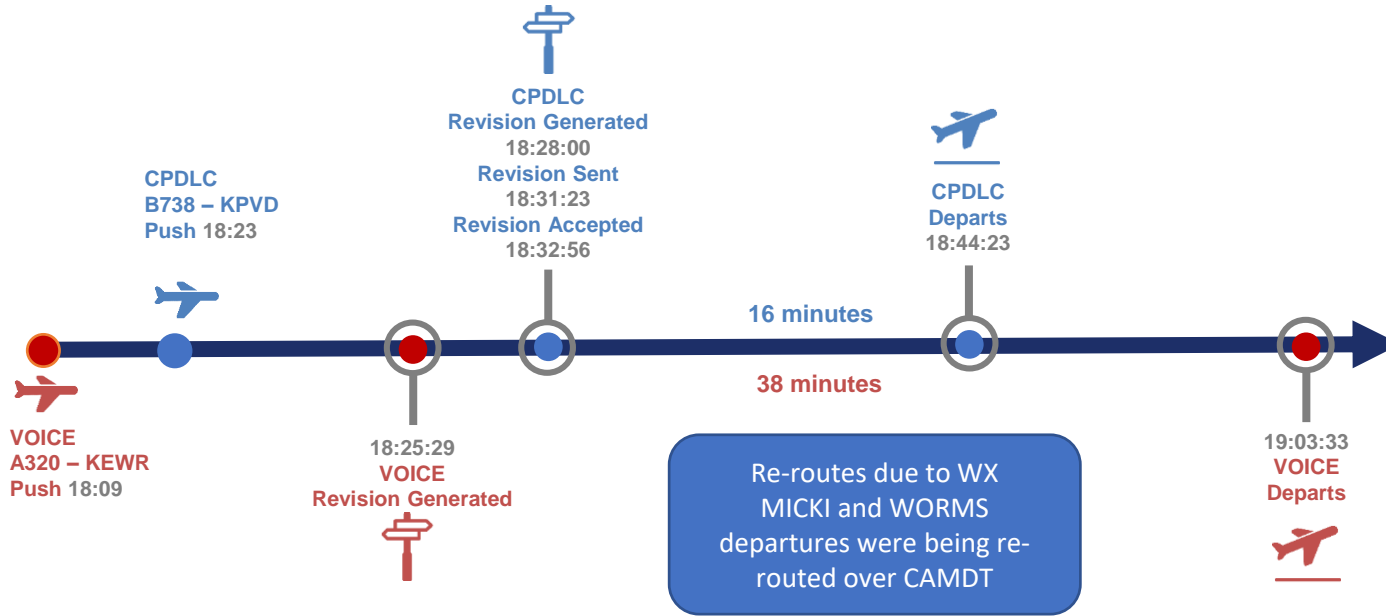 CPDLC
Revision Generated
18:28:00
Revision Sent
18:31:23
Revision Accepted
18:32:56
CPDLC
B738 – KPVD
Push 18:23
CPDLC
Departs
18:44:23
16 minutes
38 minutes
VOICE
A320 – KEWR
Push 18:09
18:25:29
VOICE
Revision Generated
Re-routes due to WX
MICKI and WORMS
departures were being re-
routed over CAMDT
19:03:33
VOICE
Departs